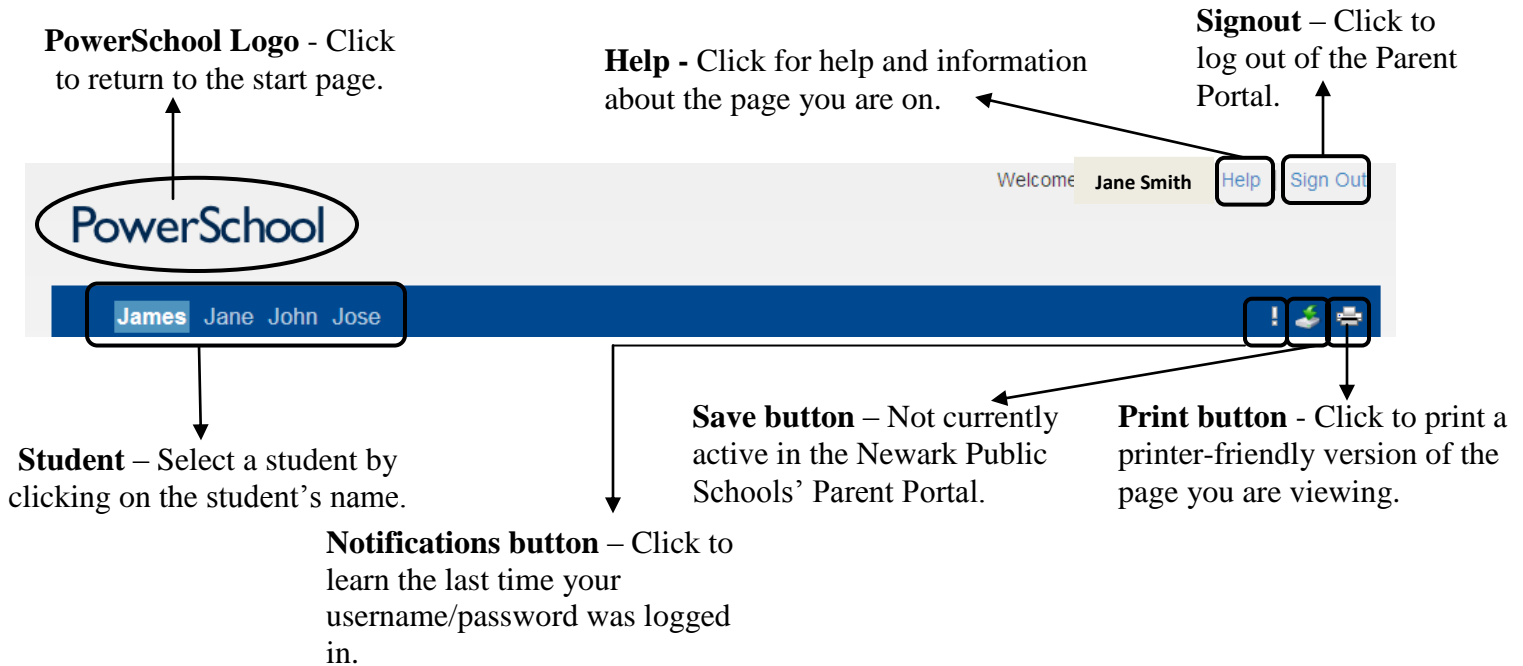 PowerSchool Logo - Click
to return to the start page.
Help - Click for help and information
about the page you are on.
Signout – Click to
log out of the Parent
Portal.
Welcome Jane Smith Help Sign Out
PowerSchool
James Jane John Jose !
Student – Select a student by
clicking on the student’s name.
Notifications button – Click to
learn the last time your
username/password was logged
in.
Save button – Not currently
active in the Newark Public
Schools’ Parent Portal.
Print button - Click to print a
printer-friendly version of the
page you are viewing.